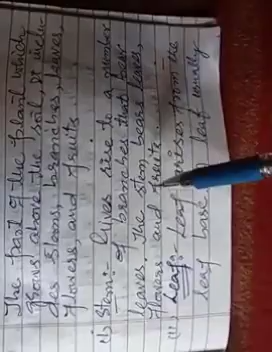 The part of the plant which
grows above the soil. It inclu-
des stems, branches, leaves,
flowers, and fruits.
(i) Stem:- Gives rise to a number
of branches that bear
leaves. The stem bears leaves,
flowers and fruits.
(ii) Leaf:- Leaf arises from the
leaf base. leaf usually